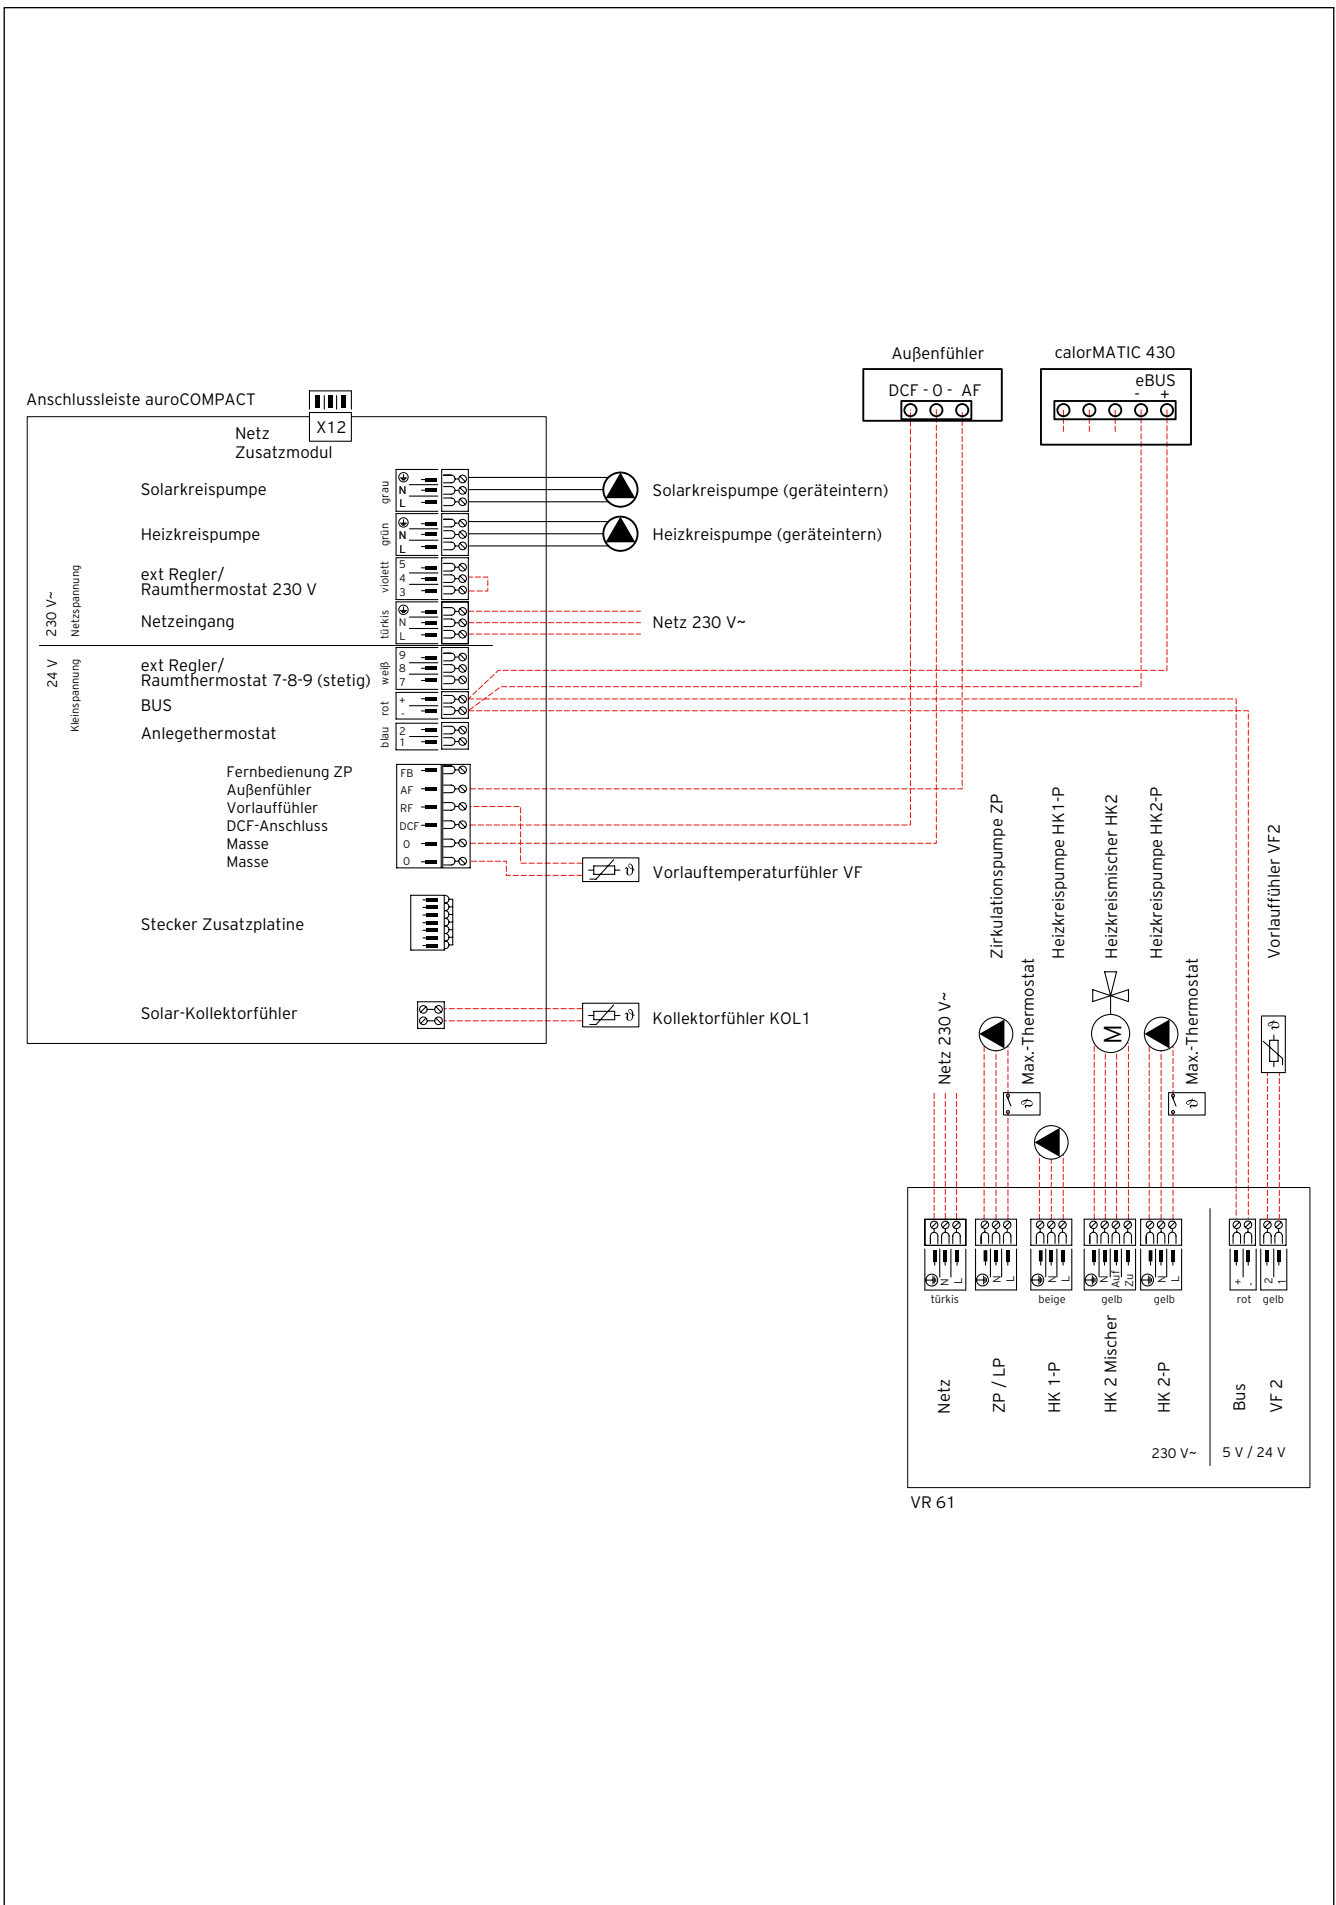 Außenfühler
DCF - O - AF
calorMATIC 430
eBUS
- +
Anschlussleiste auroCOMPACT
X12
Netz
Zusatzmodul
Solarkreispumpe
grau
N
L
Solarkreispumpe (geräteintern)
Heizkreispumpe
grün
N
L
Heizkreispumpe (geräteintern)
230 V~
Netzspannung
ext Regler/
Raumthermostat 230 V
violett
5
4
3
Netzeingang
türkis
N
L
Netz 230 V~
24 V
Kleinspannung
ext Regler/
Raumthermostat 7-8-9 (stetig)
weiß
9
8
7
BUS
rot
+
-
Anlegethermostat
blau
2
1
Fernbedienung ZP
FB
Außenfühler
AF
Vorlauffühler
RF
DCF-Anschluss
DCF
Masse
O
Masse
O
ϑ
Vorlauftemperaturfühler VF
Stecker Zusatzplatine
Solar-Kollektorfühler
ϑ
Kollektorfühler KOL1
Netz 230 V~
Zirkulationspumpe ZP
Max.-Thermostat
ϑ
Heizkreispumpe HK1-P
Heizkreismischer HK2
M
Heizkreispumpe HK2-P
Max.-Thermostat
ϑ
Vorlauffühler VF2
ϑ
N
L
türkis
N
L
N
L
beige
N
Auf
Zu
gelb
N
L
gelb
+
-
rot
2
1
gelb
Netz
ZP / LP
HK 1-P
HK 2 Mischer
HK 2-P
Bus
VF 2
230 V~
5 V / 24 V
VR 61